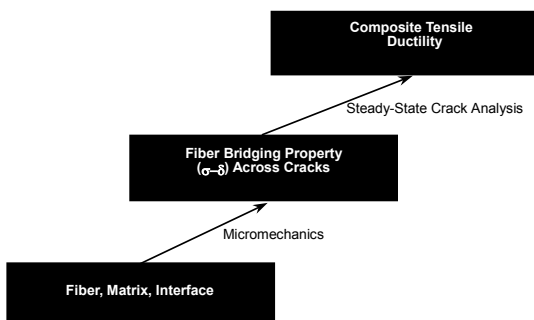 Composite Tensile
Ductility
Steady-State Crack Analysis
Fiber Bridging Property
(σ–δ) Across Cracks
Micromechanics
Fiber, Matrix, Interface